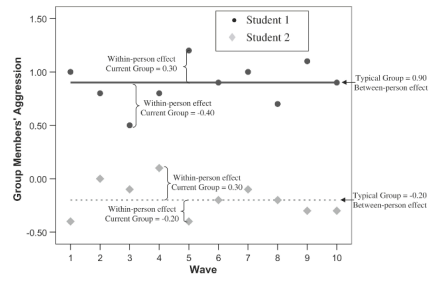 1.50
1.00
0.50
0.00
-0.50
Group Members' Aggression
Student 1
Student 2
Within-person effect
Current Group = 0.30
Typical Group = 0.90
Between-person effect
Within-person effect
Current Group = -0.40
Within-person effect
Current Group = 0.30
Within-person effect
Current Group = -0.20
Typical Group = -0.20
Between-person effect
1 2 3 4 5 6 7 8 9 10
Wave